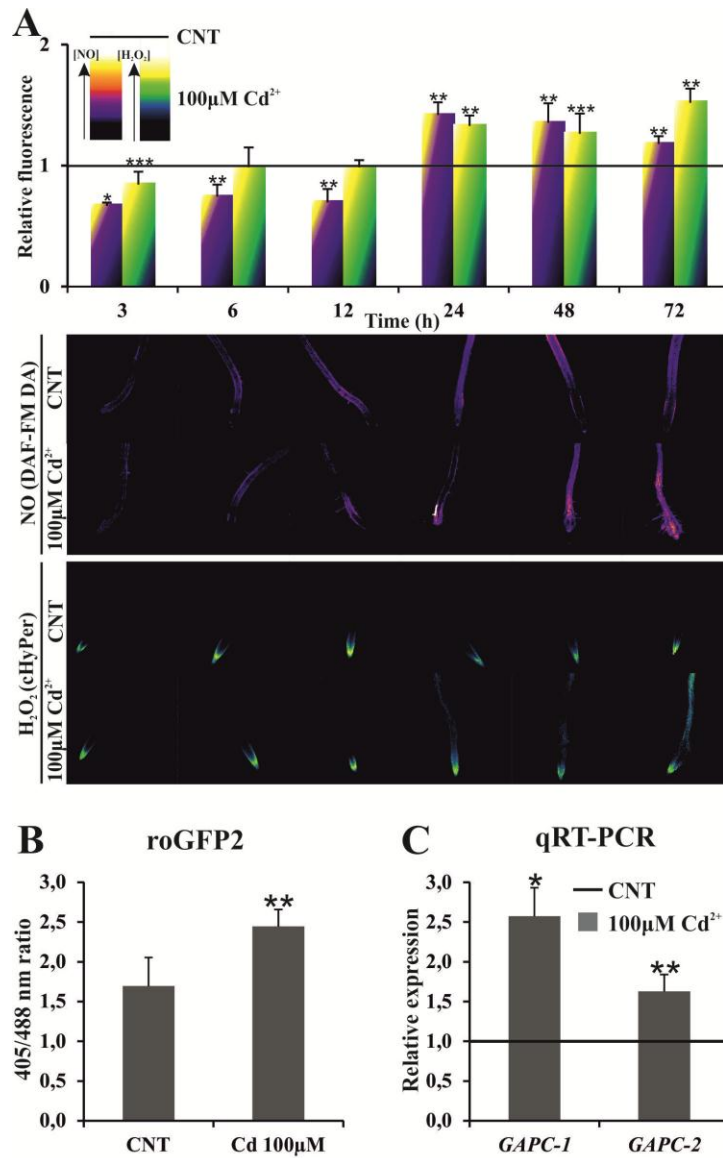 A
2
1
0
Relative fluorescence
[NO] [H₂O₂]
CNT
100μM Cd²⁺
* *** ** ** ** ** ** *** ** **
3 6 12 24 48 72
Time (h)
NO (DAF-FM DA)
CNT
100μM Cd²⁺
H₂O₂ (cHyPer)
CNT
100μM Cd²⁺
B
roGFP2
405/488 nm ratio
3,0
2,5
2,0
1,5
1,0
0,5
0,0
**
CNT Cd 100μM
C
qRT-PCR
Relative expression
3,0
2,5
2,0
1,5
1,0
0,5
0,0
*
**
CNT
100μM Cd²⁺
GAPC-1 GAPC-2